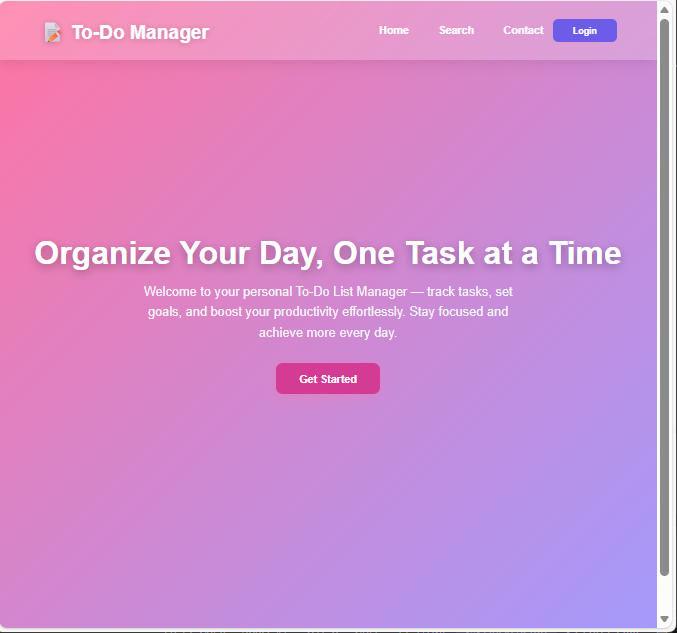 To-Do Manager
Home Search Contact Login
Organize Your Day, One Task at a Time
Welcome to your personal To-Do List Manager — track tasks, set
goals, and boost your productivity effortlessly. Stay focused and
achieve more every day.
Get Started